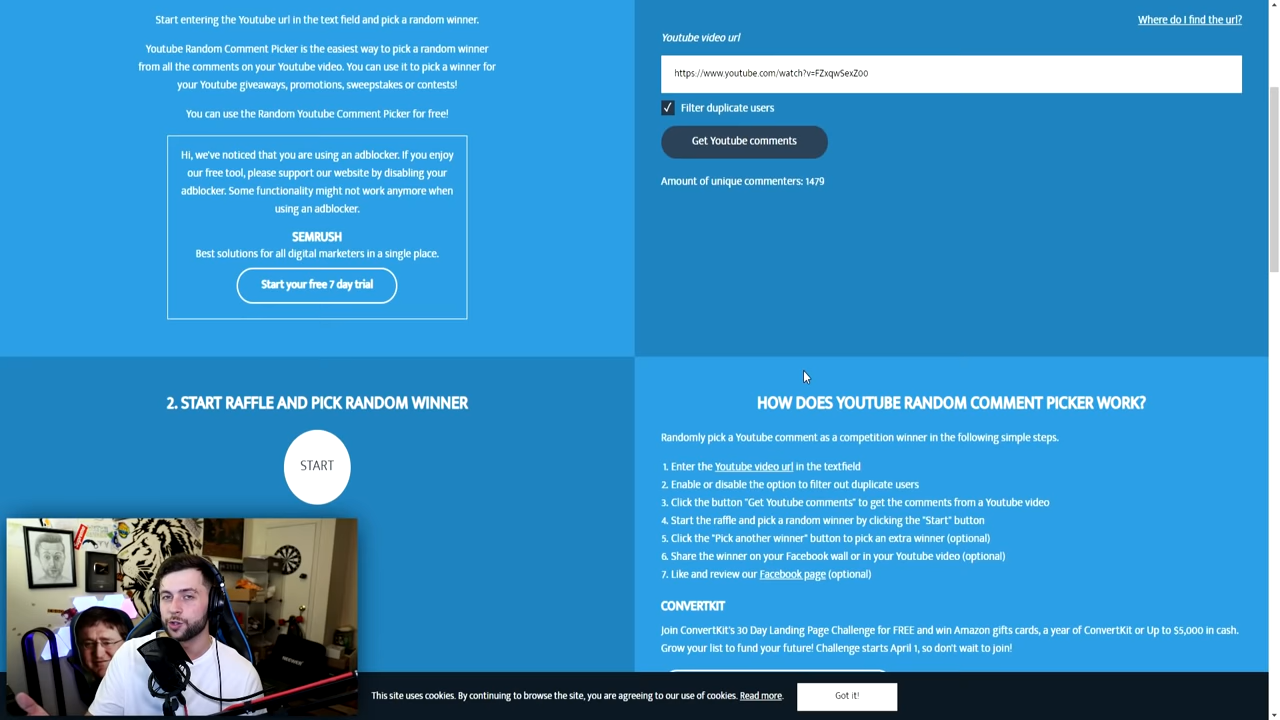 Start entering the Youtube url in the text field and pick a random winner.
Youtube Random Comment Picker is the easiest way to pick a random winner
from all the comments on your Youtube video. You can use it to pick a winner for
your Youtube giveaways, promotions, sweepstakes or contests!
You can use the Random Youtube Comment Picker for free!
Hi, we've noticed that you are using an adblocker. If you enjoy
our free tool, please support our website by disabling your
adblocker. Some functionality might not work anymore when
using an adblocker.
SEMRUSH
Best solutions for all digital marketers in a single place.
Start your free 7 day trial
Where do I find the url?
Youtube video url
https://www.youtube.com/watch?v=FZxqwSexZ00
Filter duplicate users
Get Youtube comments
Amount of unique commenters: 1479
2. START RAFFLE AND PICK RANDOM WINNER
START
HOW DOES YOUTUBE RANDOM COMMENT PICKER WORK?
Randomly pick a Youtube comment as a competition winner in the following simple steps.
1. Enter the Youtube video url in the textfield
2. Enable or disable the option to filter out duplicate users
3. Click the button "Get Youtube comments" to get the comments from a Youtube video
4. Start the raffle and pick a random winner by clicking the "Start" button
5. Click the "Pick another winner" button to pick an extra winner (optional)
6. Share the winner on your Facebook wall or in your Youtube video (optional)
7. Like and review our Facebook page (optional)
CONVERTKIT
Join ConvertKit's 30 Day Landing Page Challenge for FREE and win Amazon gifts cards, a year of ConvertKit or Up to $5,000 in cash.
Grow your list to fund your future! Challenge starts April 1, so don't wait to join!
This site uses cookies. By continuing to browse the site, you are agreeing to our use of cookies. Read more.
Got it!